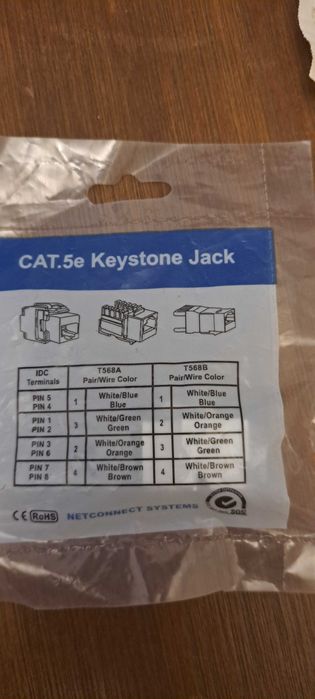 CAT.5e Keystone Jack
IDC Terminals T568A Pair/Wire Color T568B Pair/Wire Color
PIN 5 1 White/Blue 1 White/Blue
PIN 4 Blue Blue
PIN 1 3 White/Green 2 White/Orange
PIN 2 Green Orange
PIN 3 2 White/Orange 3 White/Green
PIN 6 Orange Green
PIN 7 4 White/Brown 4 White/Brown
PIN 8 Brown Brown
CE RoHS NETCONNECT SYSTEMS SGS